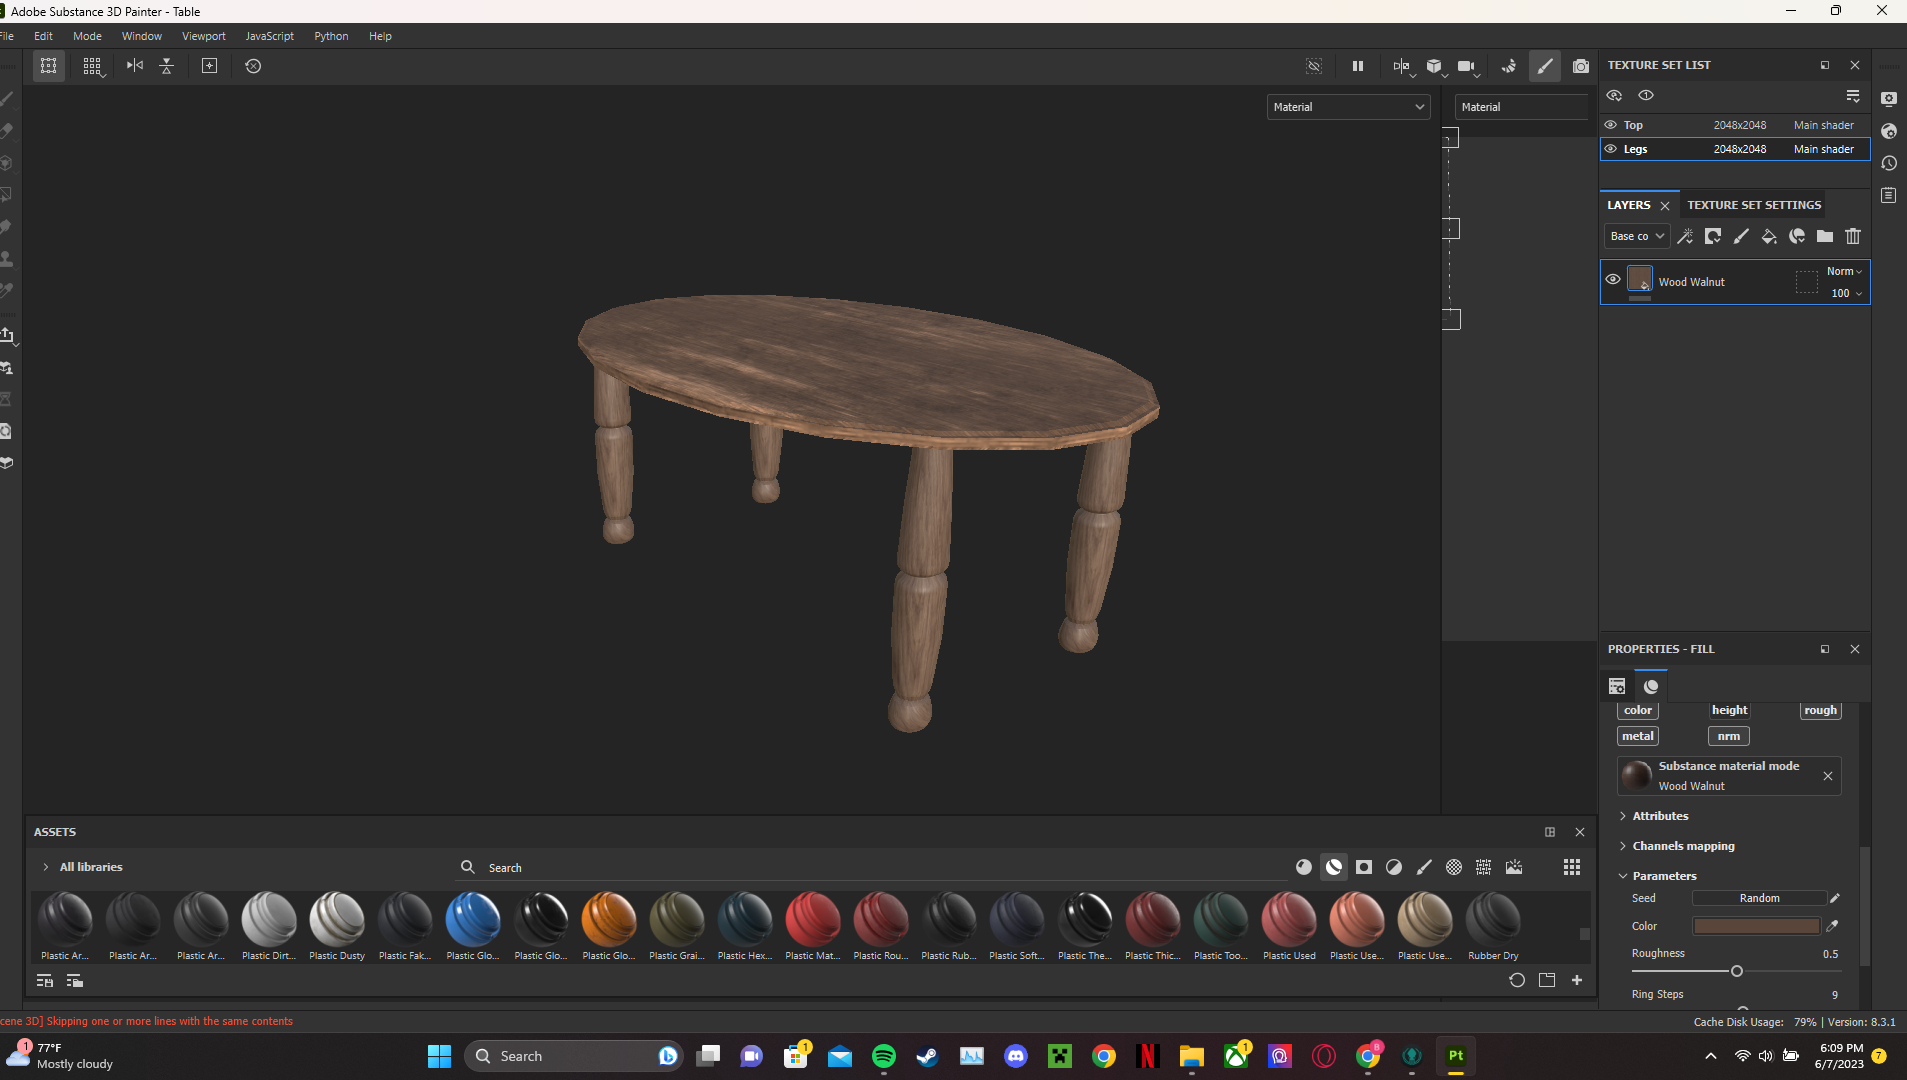 Adobe Substance 3D Painter - Table
File Edit Mode Window Viewport JavaScript Python Help
Material
Material
TEXTURE SET LIST
Top 2048x2048 Main shader
Legs 2048x2048 Main shader
LAYERS TEXTURE SET SETTINGS
Base co
Wood Walnut Norm
100
PROPERTIES - FILL
color height rough
metal nrm
Substance material mode
Wood Walnut
Attributes
Channels mapping
Parameters
Seed Random
Color
Roughness 0.5
Ring Steps 9
ASSETS
All libraries Search
Plastic Ar... Plastic Ar... Plastic Ar... Plastic Dirt... Plastic Dusty Plastic Fak... Plastic Glo... Plastic Glo... Plastic Glo... Plastic Grai... Plastic Hex... Plastic Mat... Plastic Rou... Plastic Rub... Plastic Soft... Plastic The... Plastic Thic... Plastic Too... Plastic Used Plastic Use... Plastic Use... Rubber Dry
cene 3D] Skipping one or more lines with the same contents
Cache Disk Usage: 79% | Version: 8.3.1
1
77°F
Mostly cloudy
Search
1
1
8
Pt
6:09 PM
6/7/2023
7